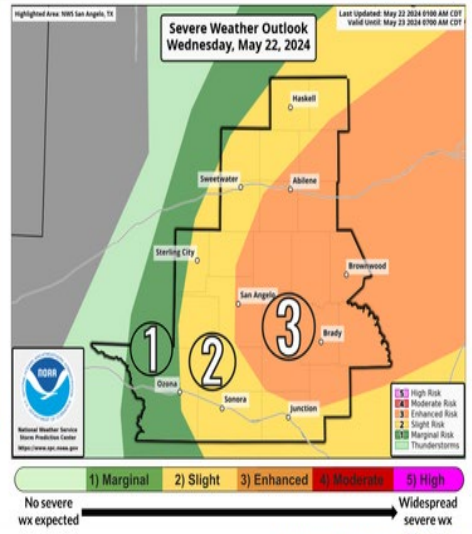 Highlighted Area: NWS San Angelo, TX
Last Updated: May 22 2024 0100 AM CDT
Valid Until: May 23 2024 0700 AM CDT
Severe Weather Outlook
Wednesday, May 22, 2024
Haskell
Sweetwater
Abilene
Sterling City
Brownwood
San Angelo
1
2
3
Brady
Ozona
Sonora
Junction
NOAA
National Weather Service
Storm Prediction Center
https://www.spc.noaa.gov
5 High Risk
4 Moderate Risk
3 Enhanced Risk
2 Slight Risk
1 Marginal Risk
Thunderstorms
1) Marginal
2) Slight
3) Enhanced
4) Moderate
5) High
No severe
wx expected
Widespread
severe wx